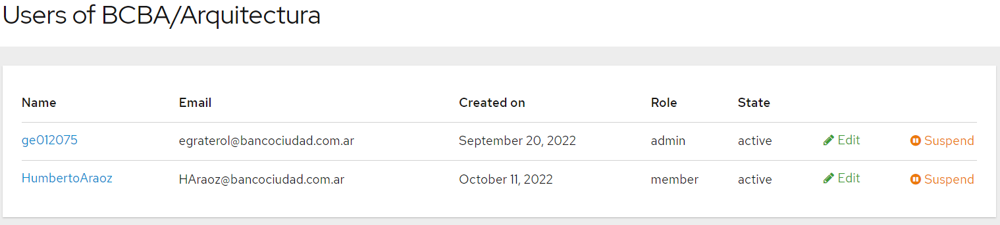 Users of BCBA/Arquitectura
Name Email Created on Role State
ge012075 egraterol@bancociudad.com.ar September 20, 2022 admin active Edit Suspend
HumbertoAraoz HAraoz@bancociudad.com.ar October 11, 2022 member active Edit Suspend